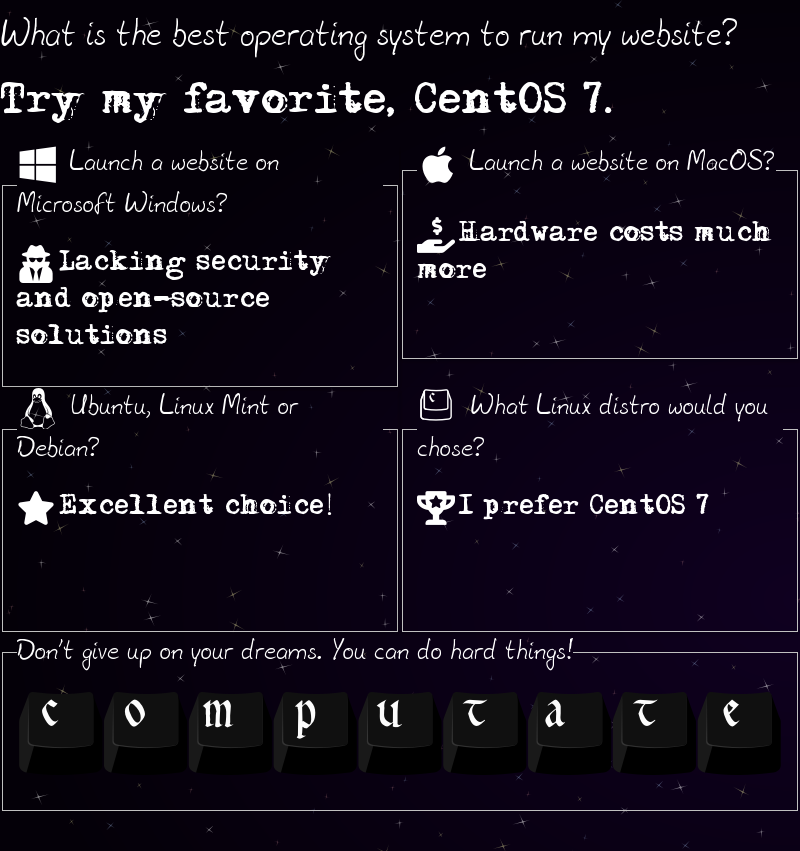 What is the best operating system to run my website?
Try my favorite, CentOS 7.
Launch a website on
Microsoft Windows?
Lacking security
and open-source
solutions
Launch a website on MacOS?
$
Hardware costs much
more
Ubuntu, Linux Mint or
Debian?
Excellent choice!
c
What Linux distro would you
chose?
I prefer CentOS 7
Don't give up on your dreams. You can do hard things!
c o m p u t a t e